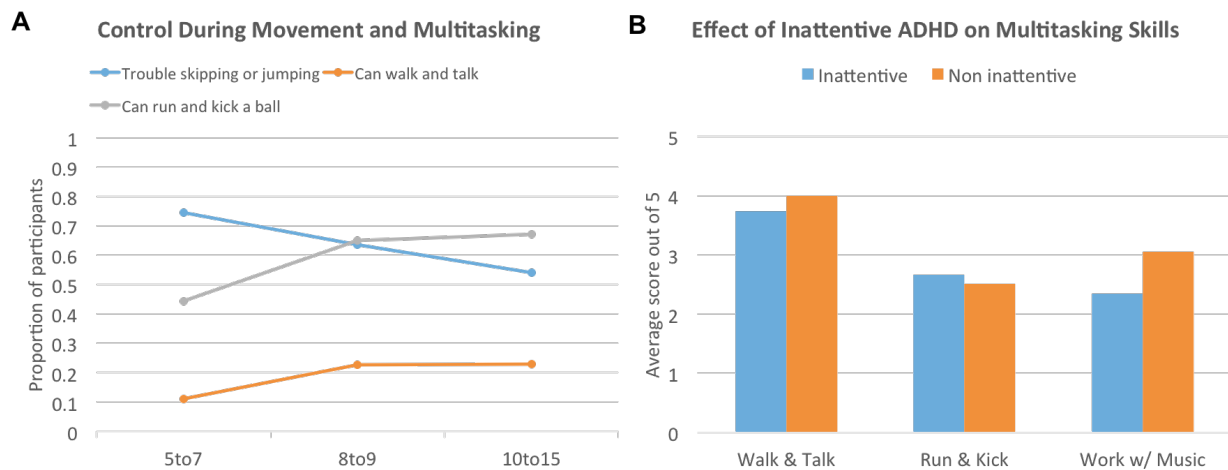 A
Control During Movement and Multitasking
Trouble skipping or jumping
Can walk and talk
Can run and kick a ball
Proportion of participants
1
0.9
0.8
0.7
0.6
0.5
0.4
0.3
0.2
0.1
0
5to7
8to9
10to15
B
Effect of Inattentive ADHD on Multitasking Skills
Inattentive
Non inattentive
Average score out of 5
5
4
3
2
1
0
Walk & Talk
Run & Kick
Work w/ Music